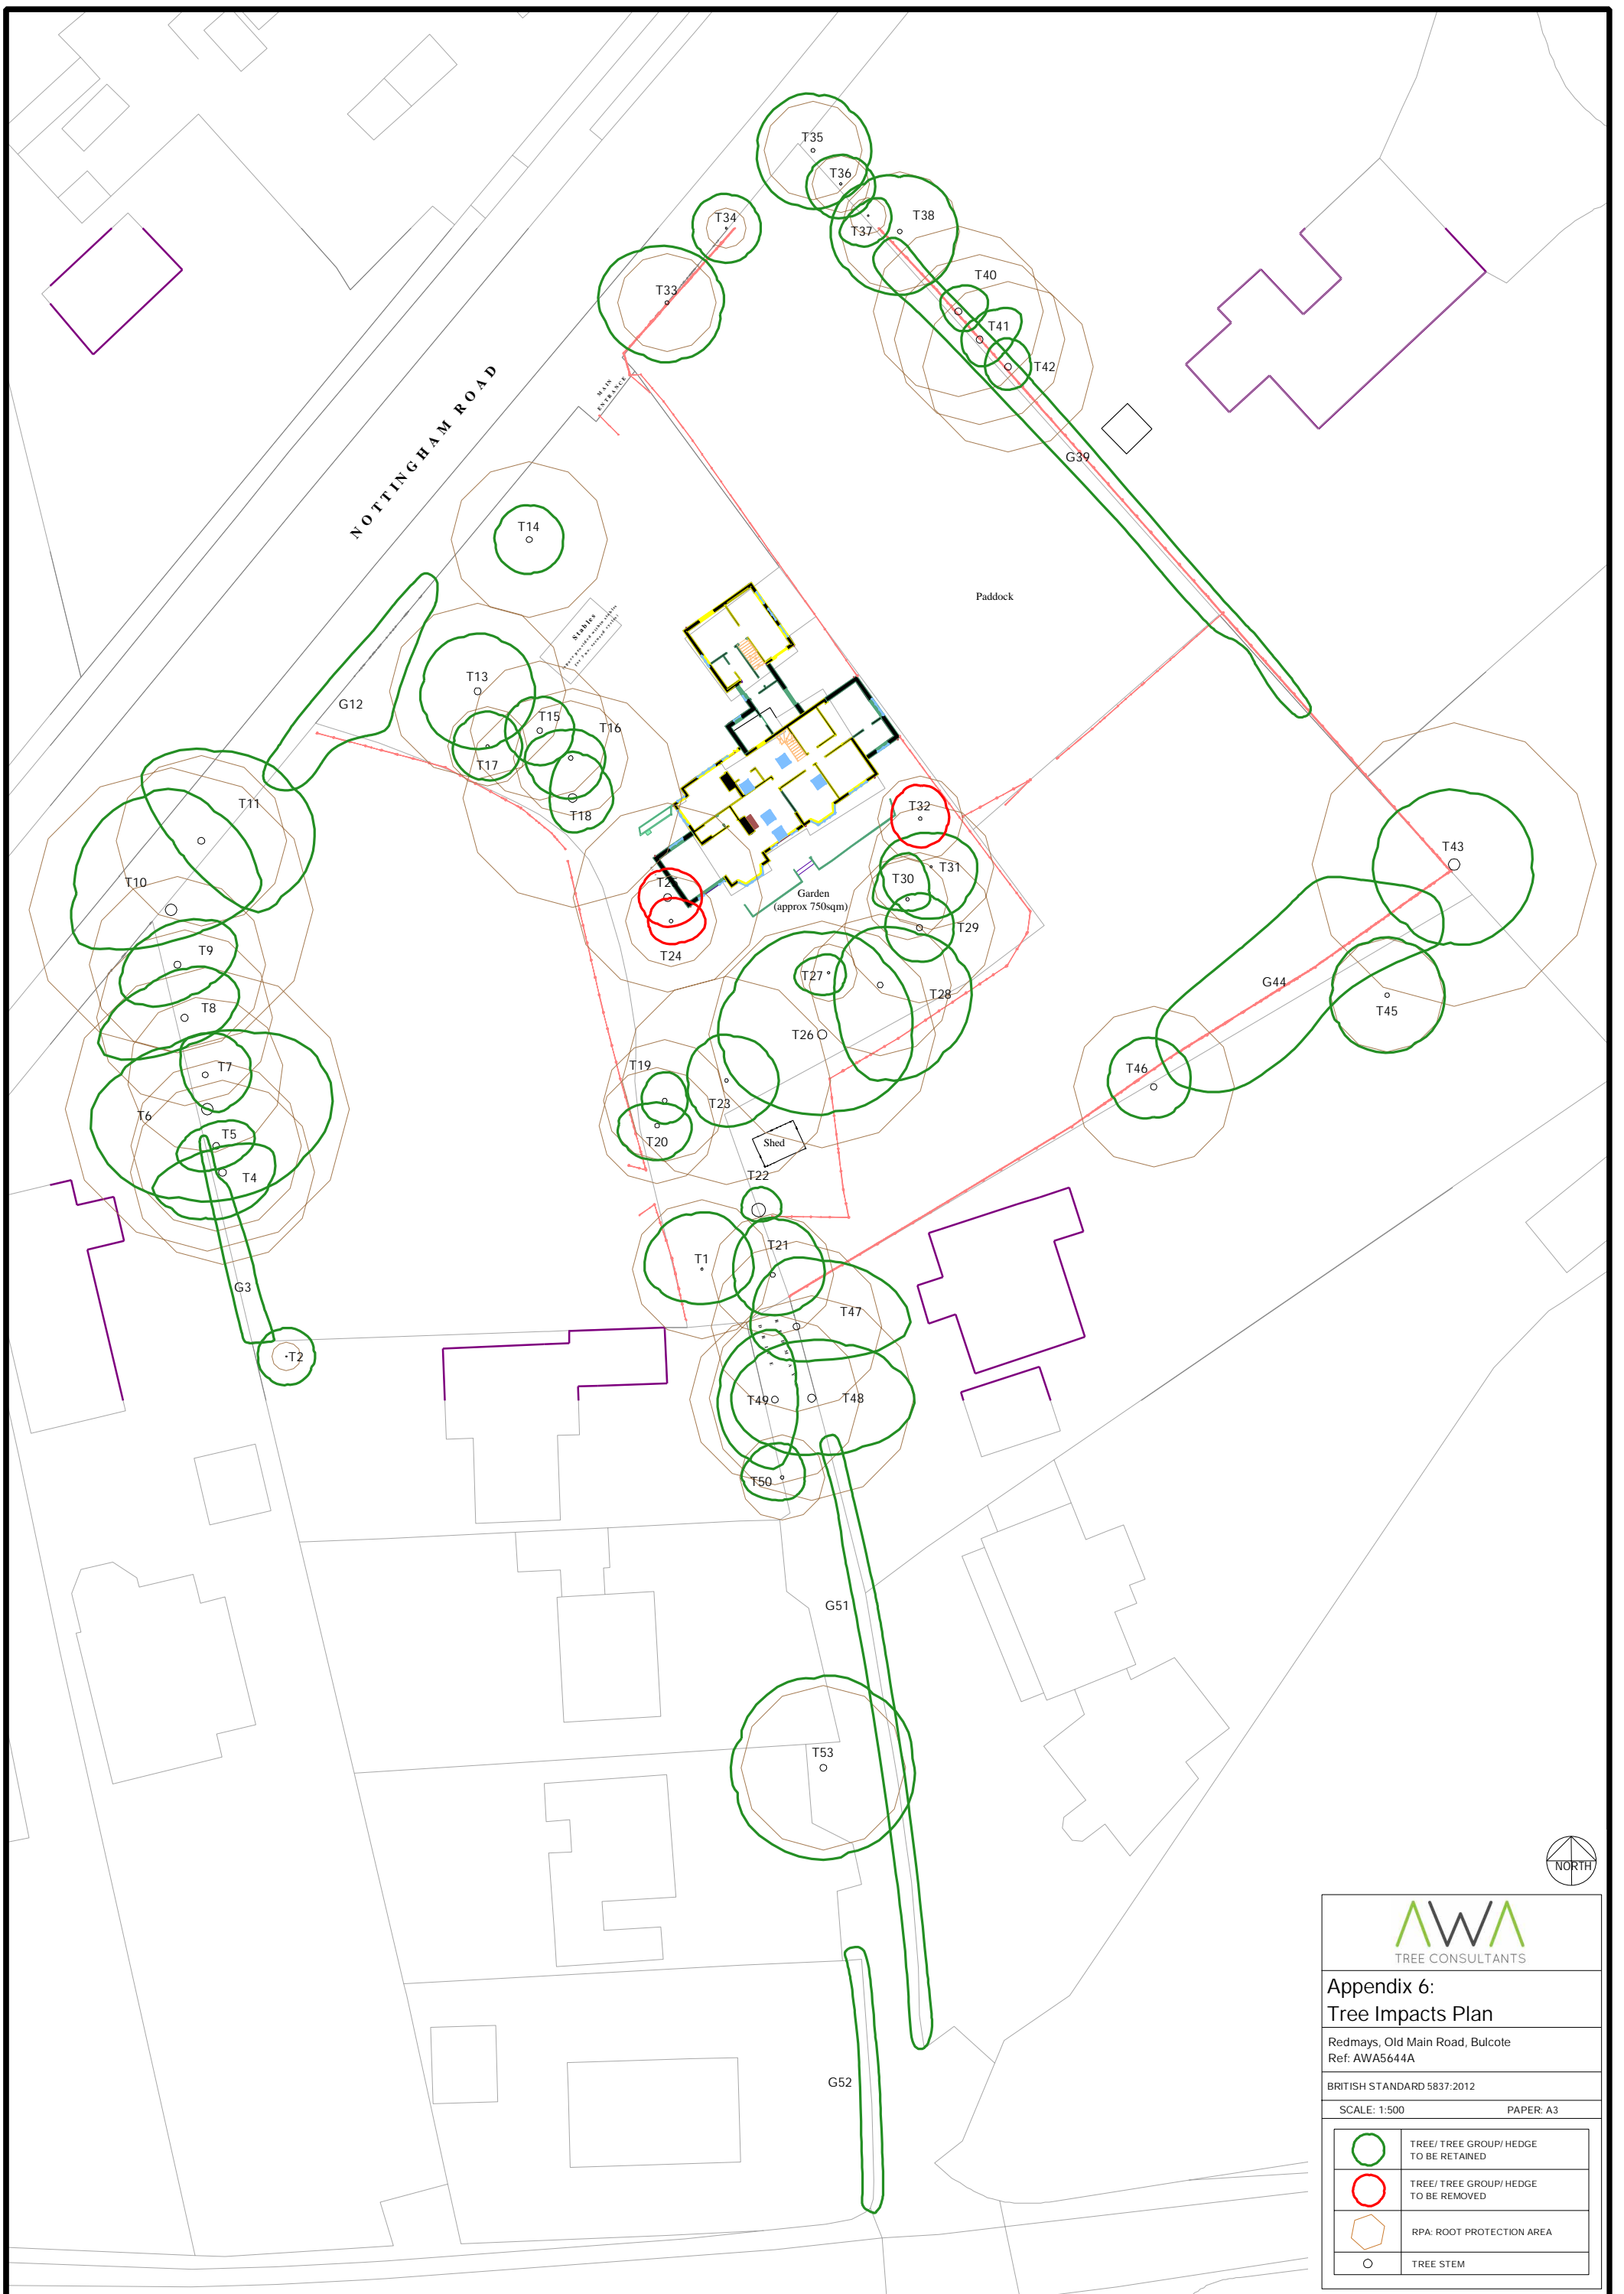 T35
T36
T34
T38
T37
T33
T40
T41
T42
MAIN
ENTRANCE
NOTTINGHAM ROAD
G39
T14
Paddock
Stables
T13
G12
T15
T16
T17
T11
T18
T32
T43
T10
T31
T30
Garden
(approx 750sqm)
T29
T24
T9
T27
T28
G44
T8
T26
T45
T19
T7
T46
T23
T6
T5
T20
Shed
T4
T22
T21
T1
G3
T47
T2
T49
T48
T50
G51
T53
NORTH
AWA
TREE CONSULTANTS
Appendix 6:
Tree Impacts Plan
Redmays, Old Main Road, Bulcote
Ref: AWA5644A
G52
BRITISH STANDARD 5837:2012
SCALE: 1:500 PAPER: A3
TREE/ TREE GROUP/ HEDGE
TO BE RETAINED
TREE/ TREE GROUP/ HEDGE
TO BE REMOVED
RPA: ROOT PROTECTION AREA
TREE STEM